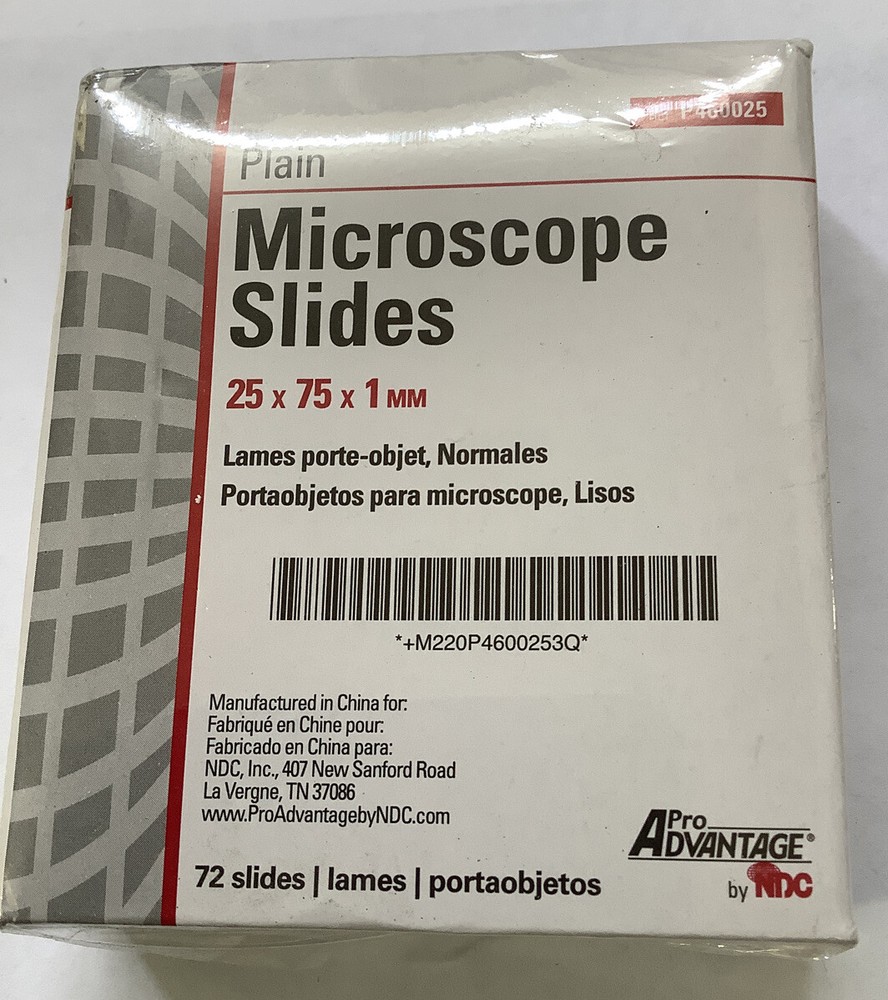 P460025
Plain
Microscope
Slides
25 x 75 x 1 MM
Lames porte-objet, Normales
Portaobjetos para microscope, Lisos
*+M220P4600253Q*
Manufactured in China for:
Fabriqué en Chine pour:
Fabricado en China para:
NDC, Inc., 407 New Sanford Road
La Vergne, TN 37086
www.ProAdvantagebyNDC.com
72 slides | lames | portaobjetos
Pro
ADVANTAGE®
by NDC